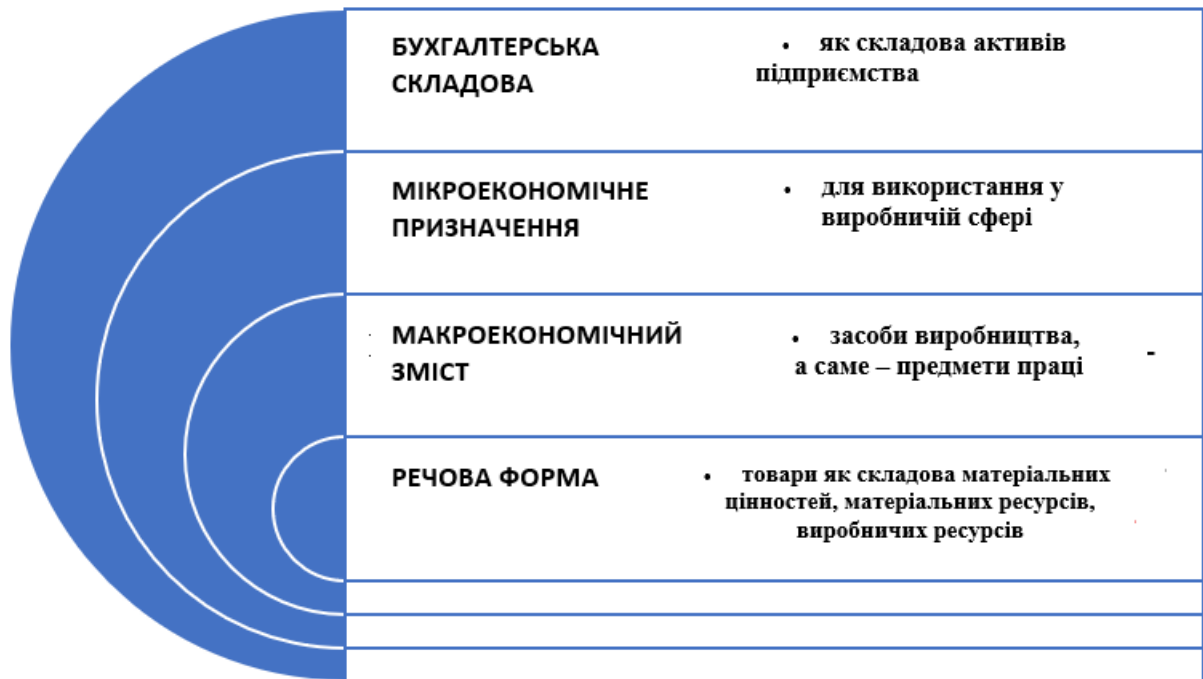 БУХГАЛТЕРСЬКА
СКЛАДОВА
• як складова активів
підприємства
МІКРОЕКОНОМІЧНЕ
ПРИЗНАЧЕННЯ
• для використання у
виробничій сфері
МАКРОЕКОНОМІЧНИЙ
ЗМІСТ
• засоби виробництва,
а саме – предмети праці
-
РЕЧОВА ФОРМА
• товари як складова матеріальних
цінностей, матеріальних ресурсів,
виробничих ресурсів